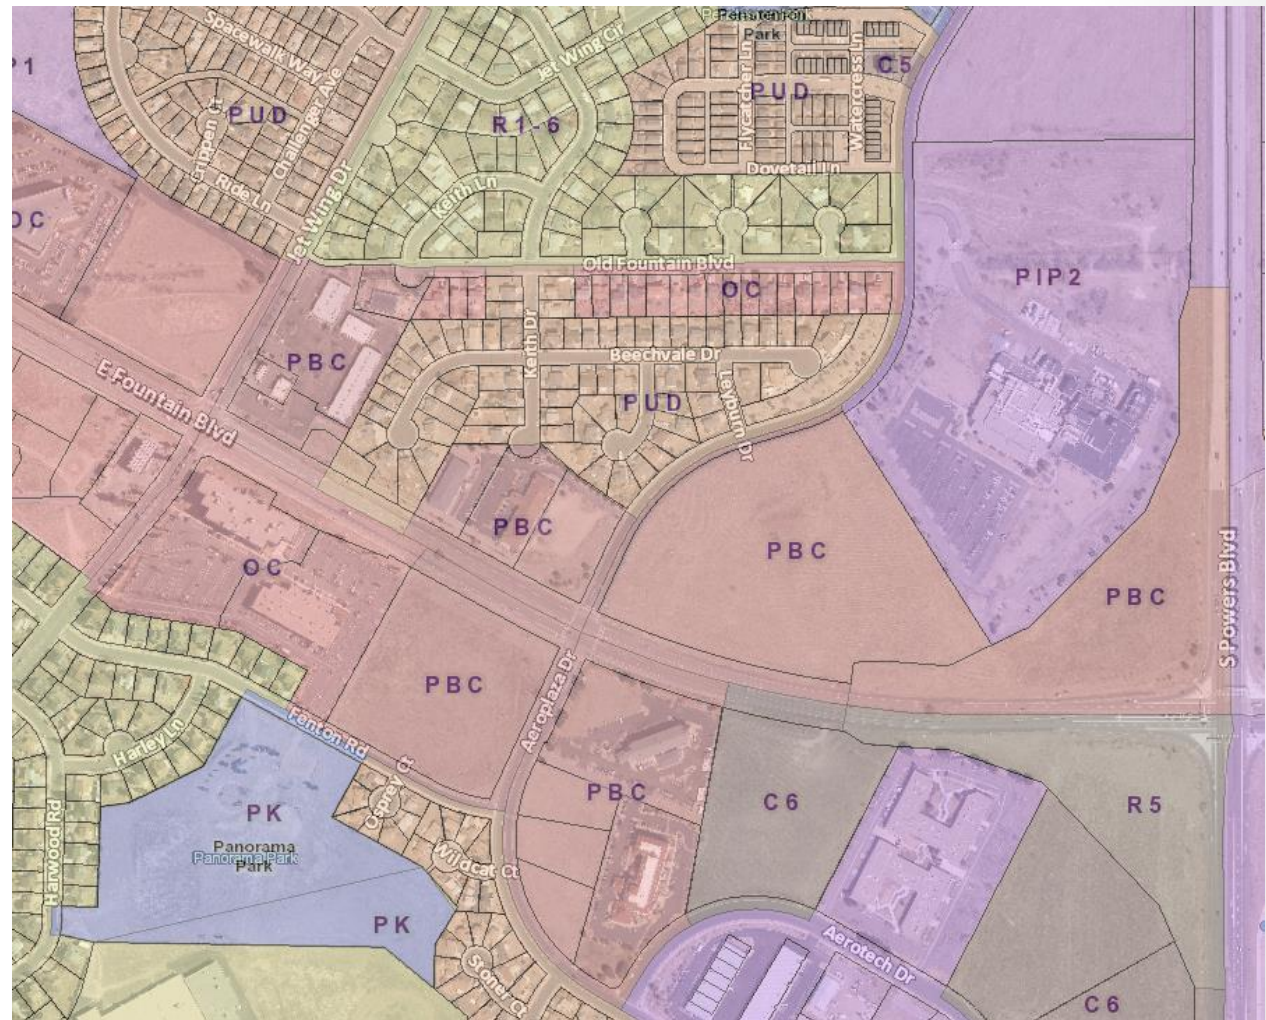 Spacewalk Way
Jet Wing Cir
Penstemon
Park
P1
PUD
Crippen Ct
Challenger Ave
Ride Ln
Jet Wing Dr
R1-6
Keith Ln
Flycatcher Ln
PUD
Watercress Ln
C5
Dovetail Ln
OC
Old Fountain Blvd
OC
PIP2
PBC
Keith Dr
Beechvale Dr
PUD
Leyburn Dr
E Fountain Blvd
PBC
PBC
PBC
S Powers Blvd
OC
PBC
Aeroplaza Dr
Fenton Rd
Harley Ln
Harwood Rd
PK
Panorama
Park
Panorama Park
PK
Osprey Ct
Wildcat Ct
Stoner Ct
PBC
C6
R5
Aerotech Dr
C6